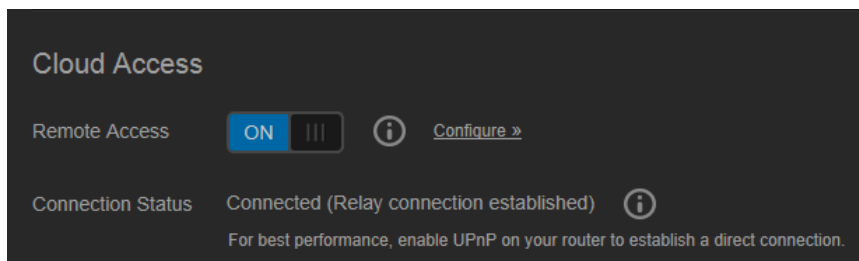 Cloud Access
Remote Access ON Configure »
Connection Status Connected (Relay connection established)
For best performance, enable UPnP on your router to establish a direct connection.